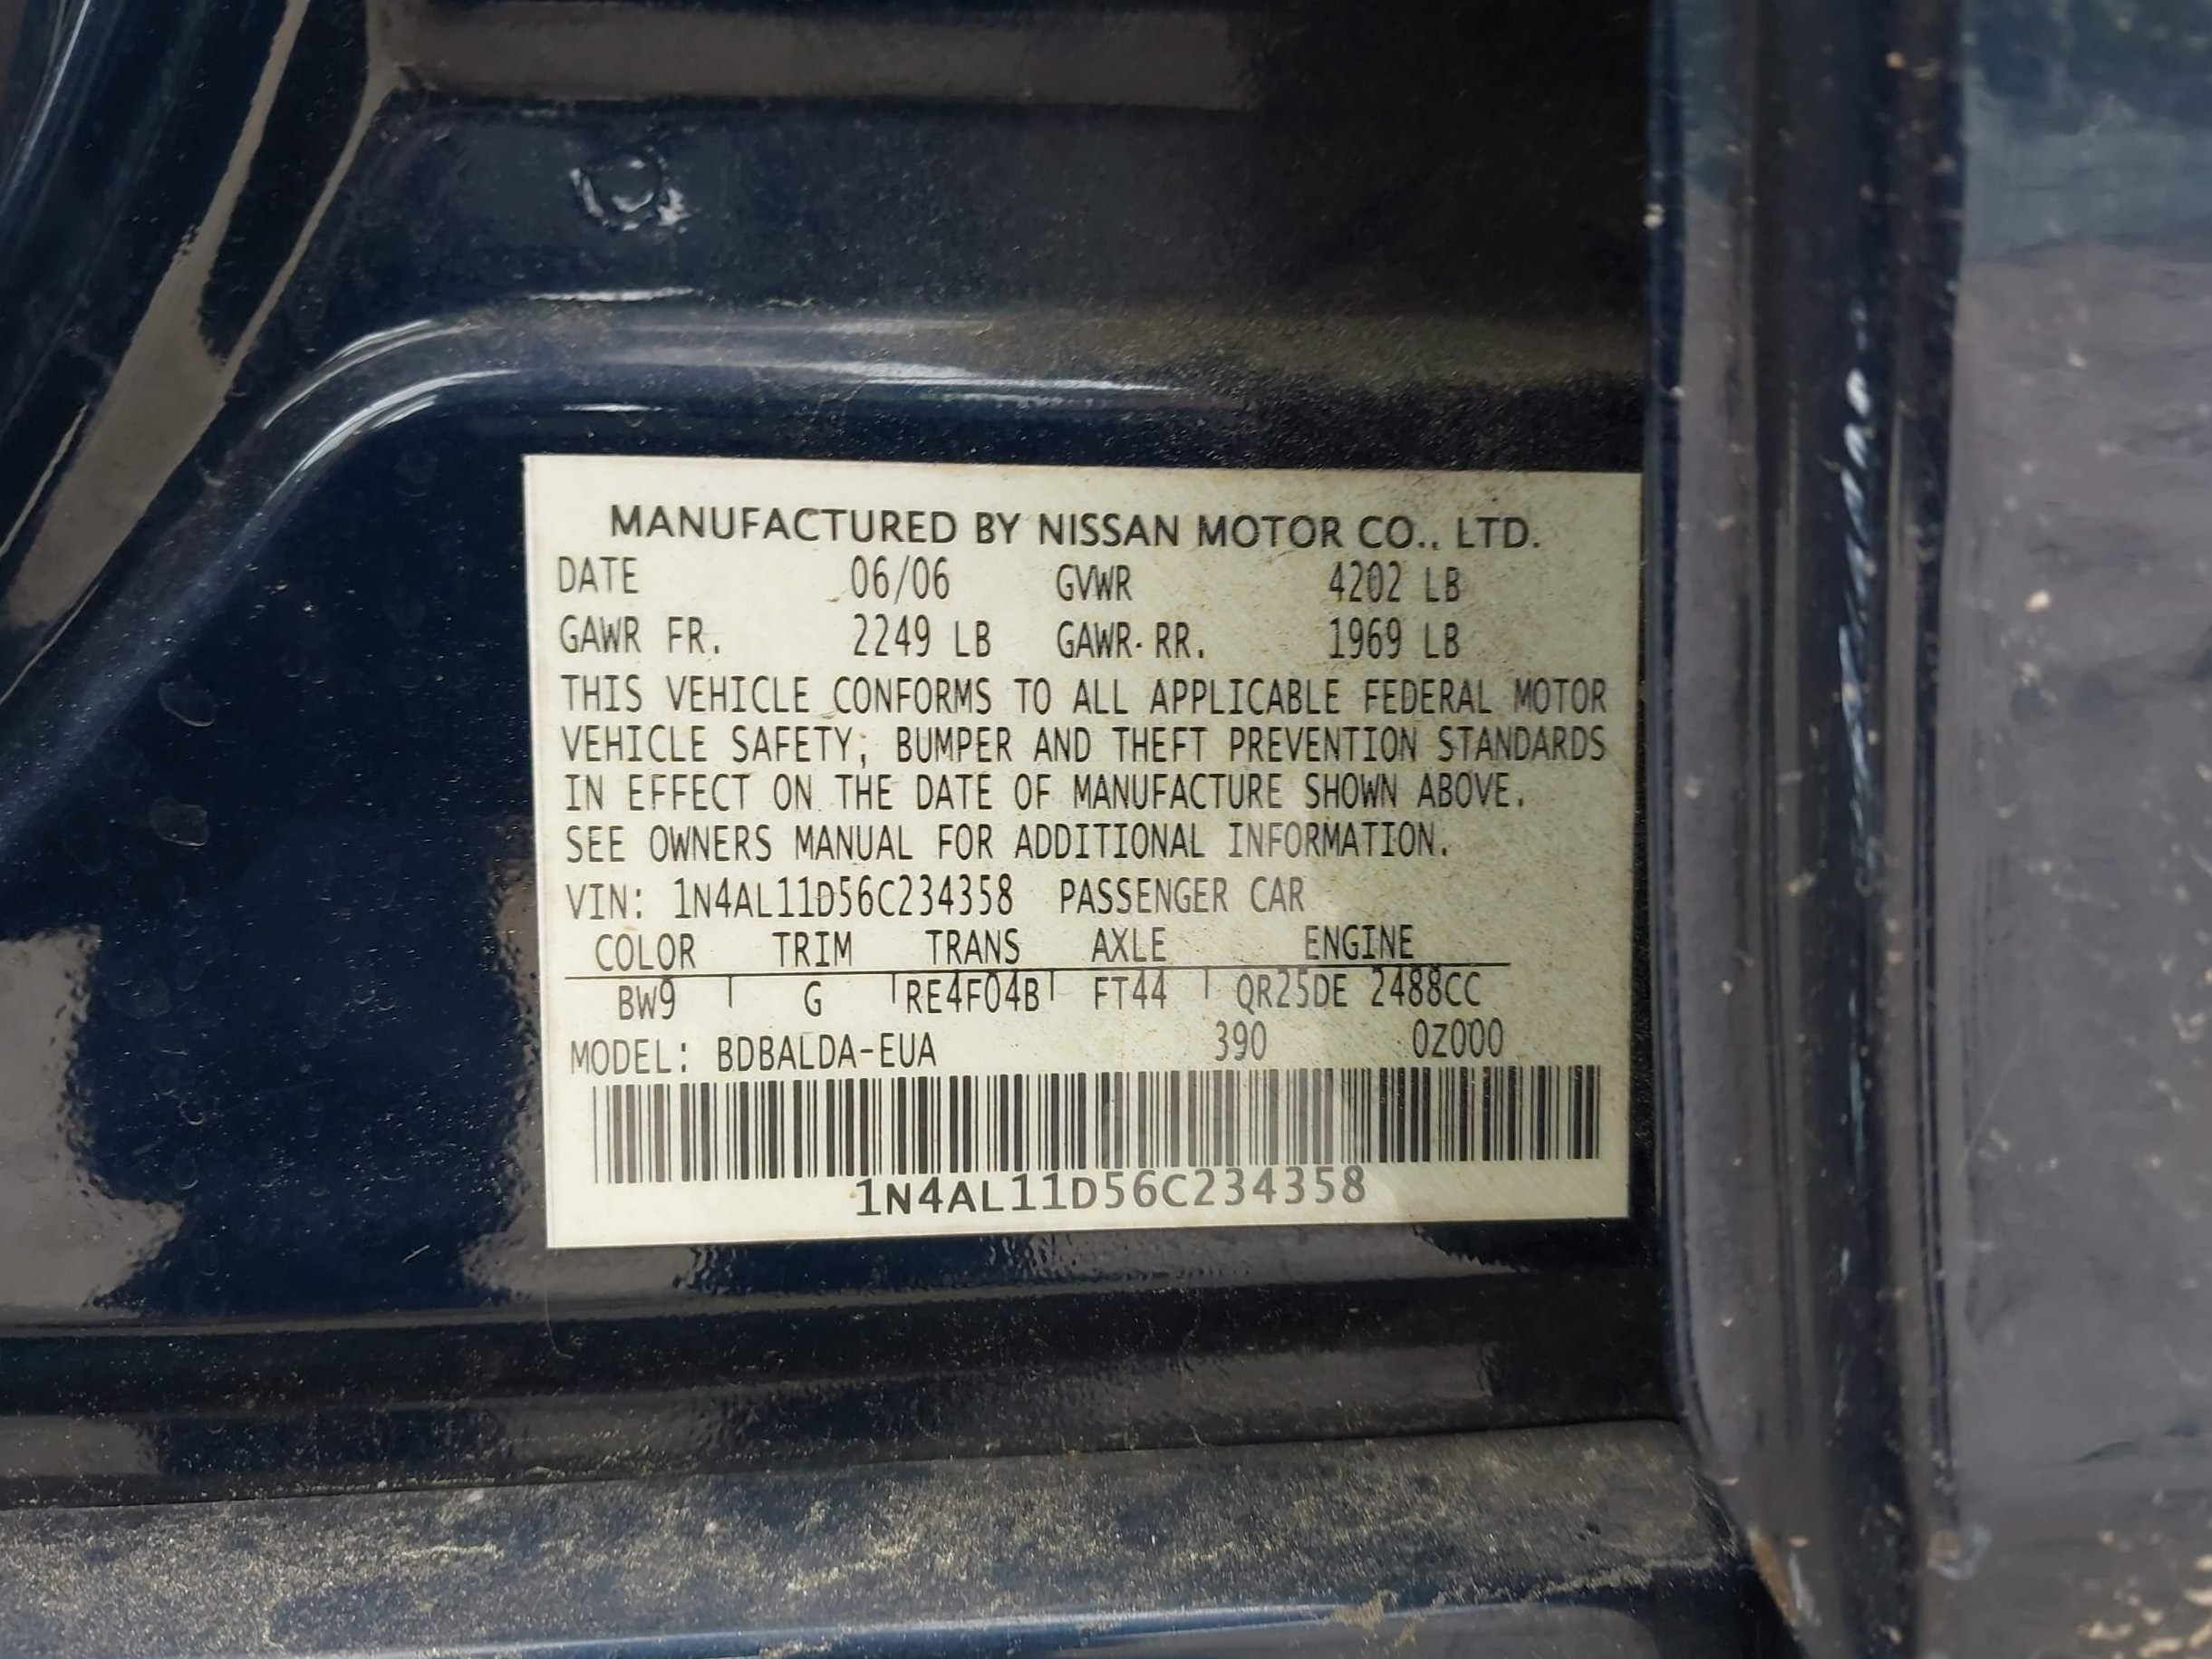 MANUFACTURED BY NISSAN MOTOR CO., LTD.
DATE 06/06 GVWR 4202 LB
GAWR FR. 2249 LB GAWR RR. 1969 LB
THIS VEHICLE CONFORMS TO ALL APPLICABLE FEDERAL MOTOR
VEHICLE SAFETY, BUMPER AND THEFT PREVENTION STANDARDS
IN EFFECT ON THE DATE OF MANUFACTURE SHOWN ABOVE.
SEE OWNERS MANUAL FOR ADDITIONAL INFORMATION.
VIN: 1N4AL11D56C234358 PASSENGER CAR
COLOR TRIM TRANS AXLE ENGINE
BW9 G RE4F04B FT44 QR25DE 2488CC
MODEL: BDBALDA-EUA 390 0Z000
1N4AL11D56C234358